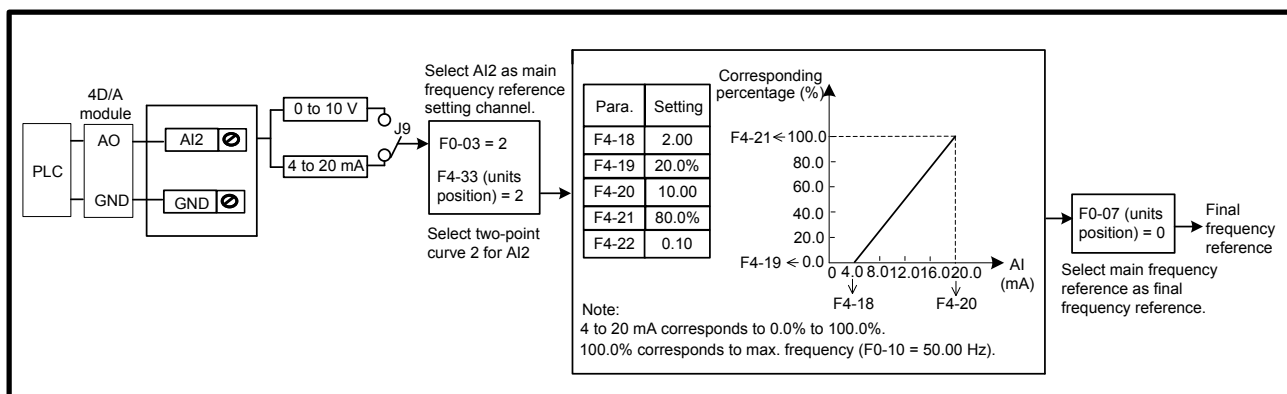 PLC
4D/A
module
AO
GND
AI2
GND
0 to 10 V
4 to 20 mA
J9
Select AI2 as main
frequency reference
setting channel.
F0-03 = 2
F4-33 (units
position) = 2
Select two-point
curve 2 for AI2
Para. Setting
F4-18 2.00
F4-19 20.0%
F4-20 10.00
F4-21 80.0%
F4-22 0.10
Corresponding
percentage (%)
F4-21 100.0
80.0
60.0
40.0
20.0
F4-19 0.0
0 4.0 8.0 12.0 16.0 20.0 AI
(mA)
F4-18 F4-20
Note:
4 to 20 mA corresponds to 0.0% to 100.0%.
100.0% corresponds to max. frequency (F0-10 = 50.00 Hz).
F0-07 (units
position) = 0
Select main frequency
reference as final
frequency reference.
Final
frequency
reference